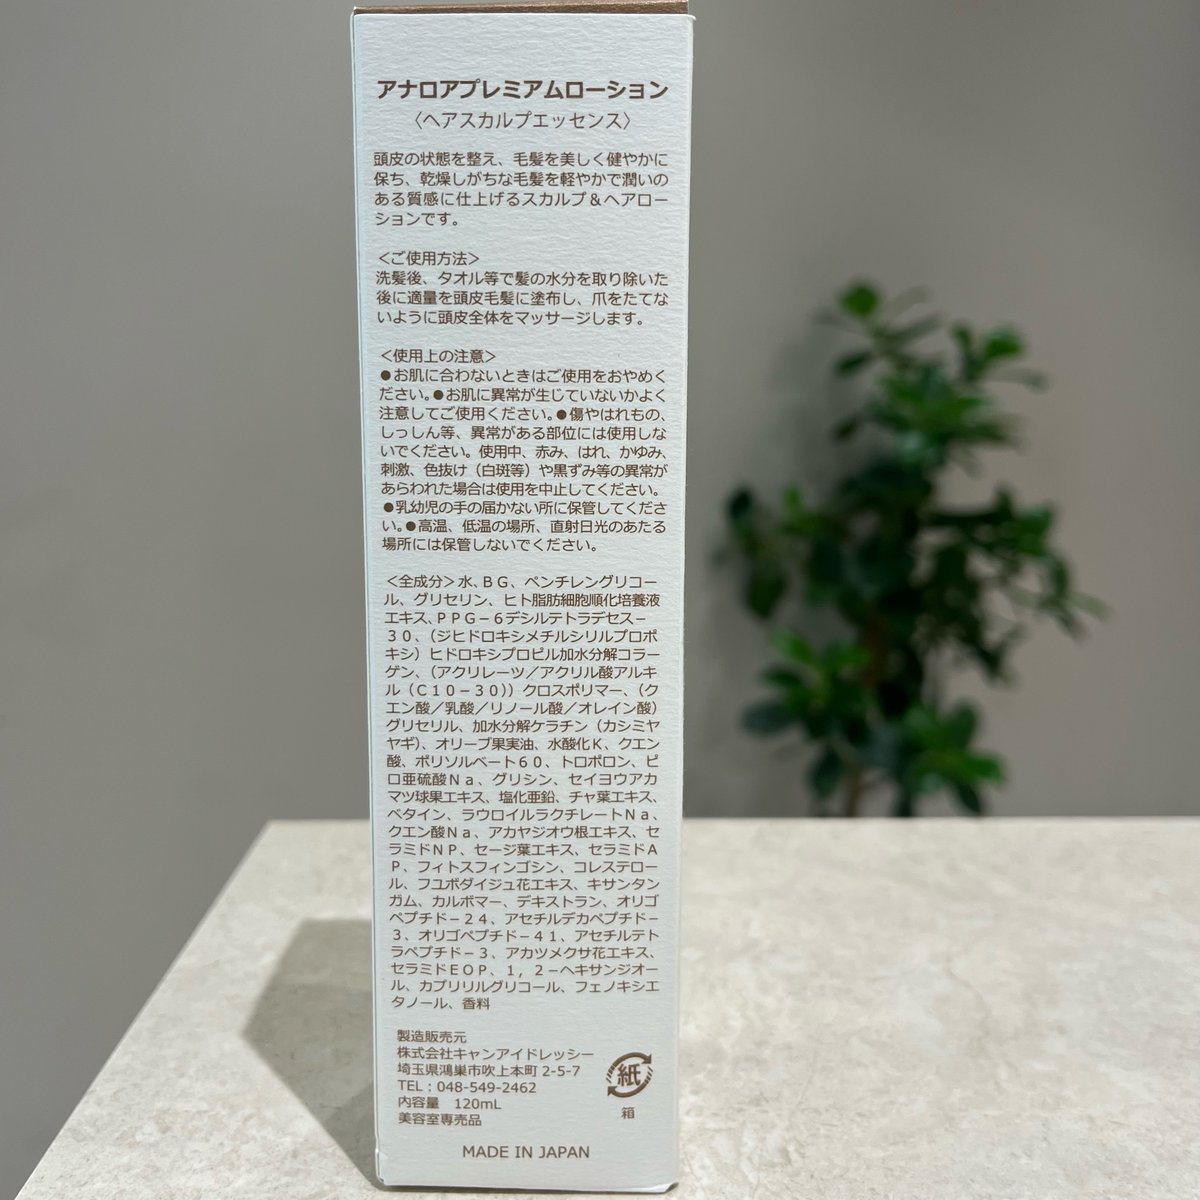 アナロアプレミアムローション
〈ヘアスカルプエッセンス〉
頭皮の状態を整え、毛髪を美しく健やかに
保ち、乾燥しがちな毛髪を軽やかで潤いの
ある質感に仕上げるスカルプ＆ヘアロー
ションです。
＜ご使用方法＞
洗髪後、タオル等で髪の水分を取り除いた
後に適量を頭皮毛髪に塗布し、爪をたてな
いように頭皮全体をマッサージします。
＜使用上の注意＞
●お肌に合わないときはご使用をおやめく
ださい。●お肌に異常が生じていないかよく
注意してご使用ください。●傷やはれもの、
しっしん等、異常がある部位には使用しな
いでください。使用中、赤み、はれ、かゆみ、
刺激、色抜け（白斑等）や黒ずみ等の異常が
あらわれた場合は使用を中止してください。
●乳幼児の手の届かない所に保管してくださ
い。●高温、低温の場所、直射日光のあたる
場所には保管しないでください。
＜全成分＞水、ＢＧ、ペンチレングリコー
ル、グリセリン、ヒト脂肪細胞順化培養液
エキス、ＰＰＧ－６デシルテトラデセス－
３０、（ジヒドロキシメチルシリルプロポ
キシ）ヒドロキシプロピル加水分解コラー
ゲン、（アクリレーツ／アクリル酸アルキ
ル（Ｃ１０－３０））クロスポリマー、（ク
エン酸／乳酸／リノール酸／オレイン酸）
グリセリル、加水分解ケラチン（カシミヤ
ヤギ）、オリーブ果実油、水酸化Ｋ、クエン
酸、ポリソルベート６０、トロポロン、ピ
ロ亜硫酸Ｎａ、グリシン、セイヨウアカ
マツ球果エキス、塩化亜鉛、チャ葉エキス、
ベタイン、ラウロイルラクチレートＮａ、
クエン酸Ｎａ、アカヤジオウ根エキス、セ
ラミドＮＰ、セージ葉エキス、セラミドＡ
Ｐ、フィトスフィンゴシン、コレステロー
ル、フユボダイジュ花エキス、キサンタン
ガム、カルボマー、デキストラン、オリゴ
ペプチド－２４、アセチルデカペプチド－
３、オリゴペプチド－４１、アセチルテト
ラペプチド－３、アカツメクサ花エキス、
セラミドＥＯＰ、１，２－ヘキサンジオー
ル、カプリリルグリコール、フェノキシエ
タノール、香料
製造販売元
株式会社キャンアイドレッシー
埼玉県鴻巣市吹上本町 2-5-7
TEL：048-549-2462
内容量　120mL
美容室専売品
紙
箱
MADE IN JAPAN